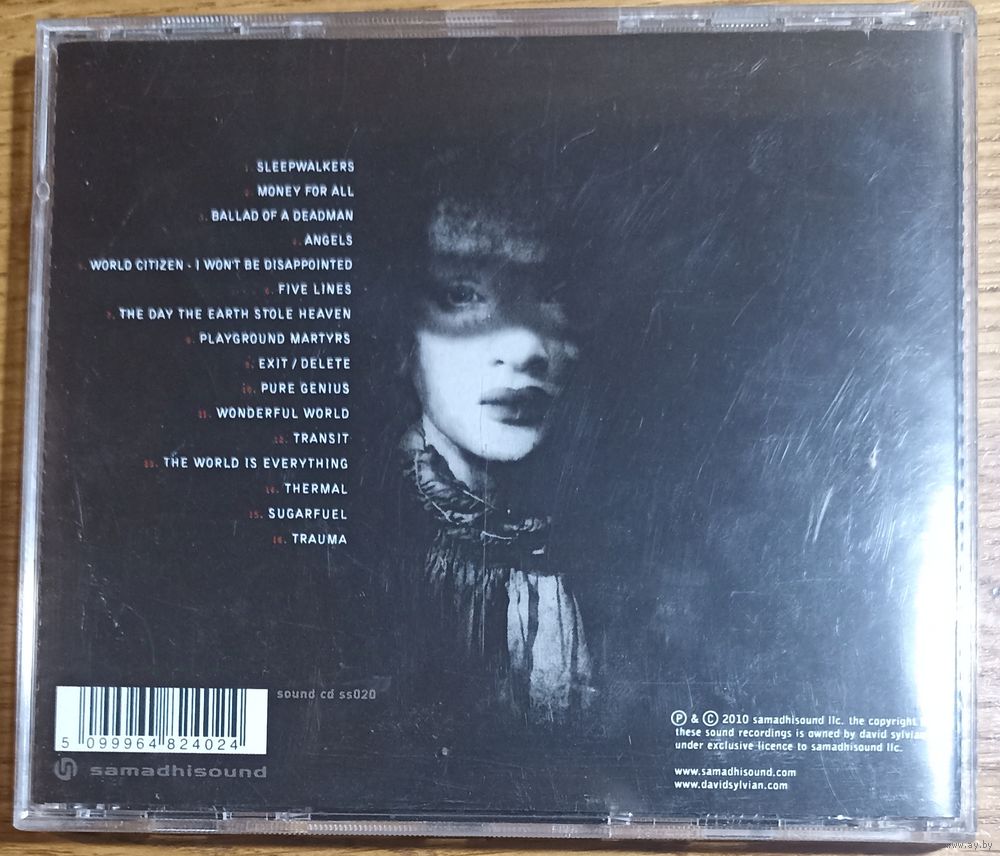 1. SLEEPWALKERS
2. MONEY FOR ALL
3. BALLAD OF A DEADMAN
4. ANGELS
5. WORLD CITIZEN - I WON'T BE DISAPPOINTED
6. FIVE LINES
7. THE DAY THE EARTH STOLE HEAVEN
8. PLAYGROUND MARTYRS
9. EXIT / DELETE
10. PURE GENIUS
11. WONDERFUL WORLD
12. TRANSIT
13. THE WORLD IS EVERYTHING
14. THERMAL
15. SUGARFUEL
16. TRAUMA
sound cd ss020
5 099964 824024
samadhisound
Ⓟ & © 2010 samadhisound llc. the copyright
these sound recordings is owned by david sylvian
under exclusive licence to samadhisound llc.
www.samadhisound.com
www.davidsylvian.com
www.ay.by